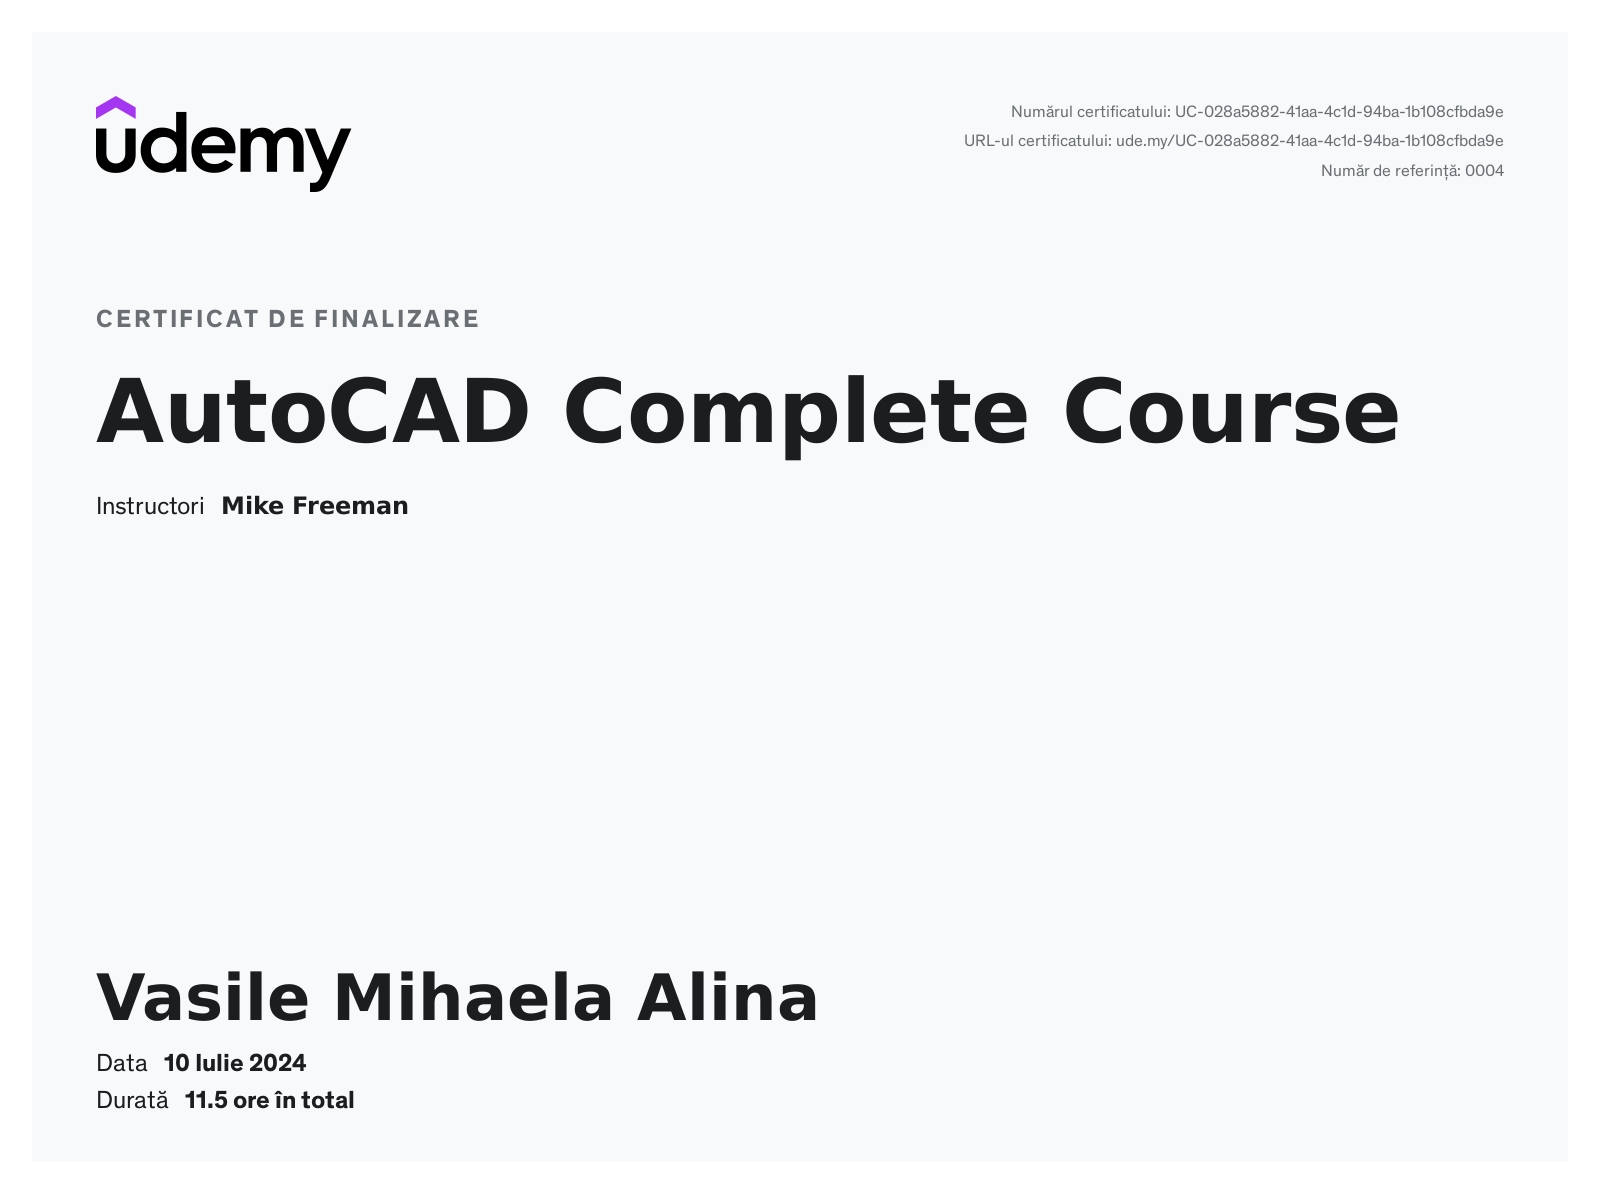 udemy
Numărul certificatului: UC-028a5882-41aa-4c1d-94ba-1b108cfbda9e
URL-ul certificatului: ude.my/UC-028a5882-41aa-4c1d-94ba-1b108cfbda9e
Număr de referință: 0004
CERTIFICAT DE FINALIZARE
AutoCAD Complete Course
Instructori Mike Freeman
Vasile Mihaela Alina
Data 10 Iulie 2024
Durată 11.5 ore în total